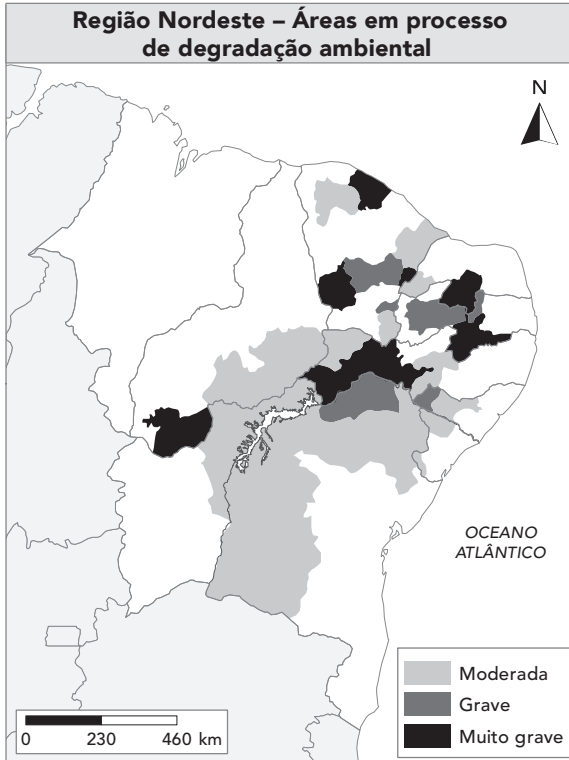 Região Nordeste – Áreas em processo
de degradação ambiental
N
OCEANO
ATLÂNTICO
Moderada
Grave
Muito grave
0 230 460 km